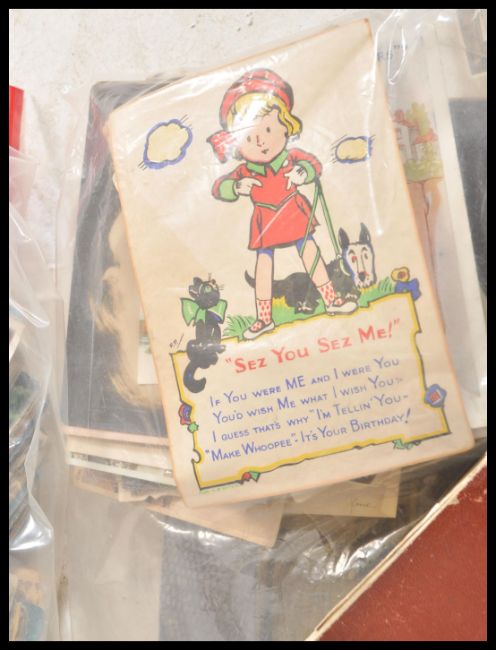 "SEZ YOU SEZ ME!"
IF YOU WERE ME AND I WERE YOU
YOU'D WISH ME WHAT I WISH YOU-
I GUESS THAT'S WHY "I'M TELLIN' YOU-
"MAKE WHOOPEE". IT'S YOUR BIRTHDAY!